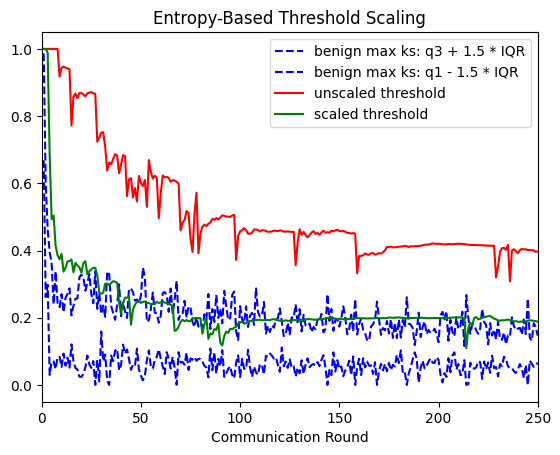 Entropy-Based Threshold Scaling
benign max ks: q3 + 1.5 * IQR
benign max ks: q1 - 1.5 * IQR
unscaled threshold
scaled threshold
1.0
0.8
0.6
0.4
0.2
0.0
0 50 100 150 200 250
Communication Round